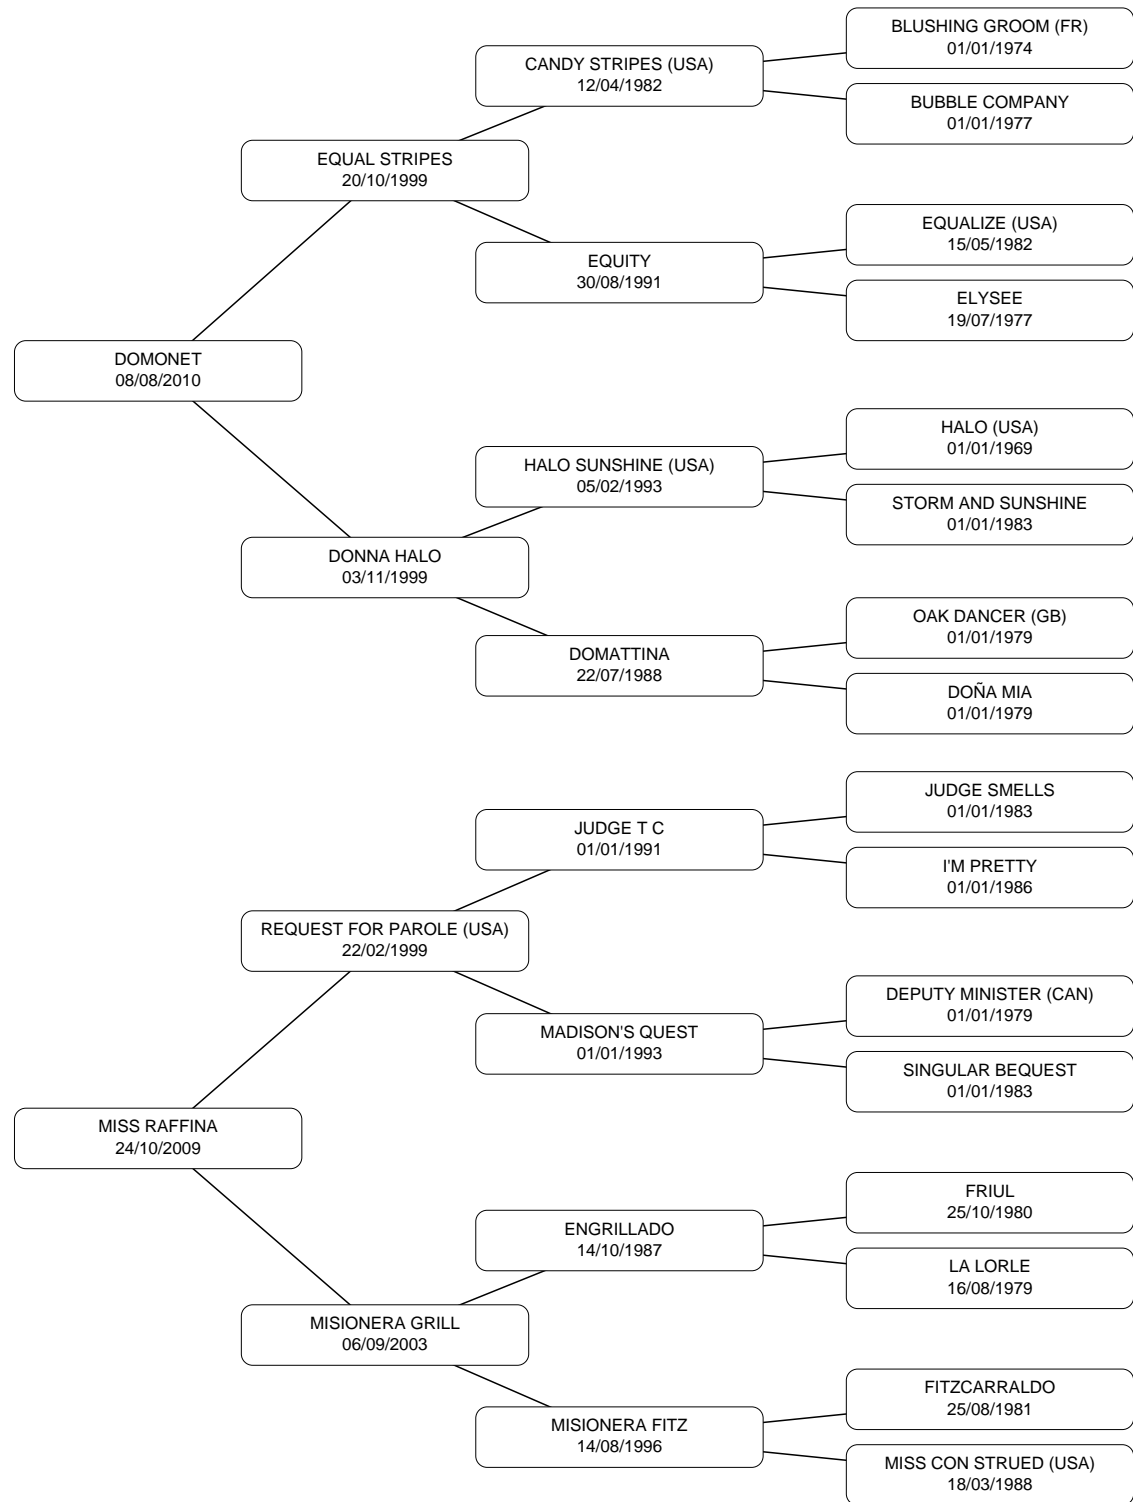 BLUSHING GROOM (FR)
01/01/1974
CANDY STRIPES (USA)
12/04/1982
BUBBLE COMPANY
01/01/1977
EQUAL STRIPES
20/10/1999
EQUALIZE (USA)
15/05/1982
EQUITY
30/08/1991
ELYSEE
19/07/1977
DOMONET
08/08/2010
HALO (USA)
01/01/1969
HALO SUNSHINE (USA)
05/02/1993
STORM AND SUNSHINE
01/01/1983
DONNA HALO
03/11/1999
OAK DANCER (GB)
01/01/1979
DOMATTINA
22/07/1988
DOÑA MIA
01/01/1979
JUDGE SMELLS
01/01/1983
JUDGE T C
01/01/1991
I'M PRETTY
01/01/1986
REQUEST FOR PAROLE (USA)
22/02/1999
DEPUTY MINISTER (CAN)
01/01/1979
MADISON'S QUEST
01/01/1993
SINGULAR BEQUEST
01/01/1983
MISS RAFFINA
24/10/2009
FRIUL
25/10/1980
ENGRILLADO
14/10/1987
LA LORLE
16/08/1979
MISIONERA GRILL
06/09/2003
FITZCARRALDO
25/08/1981
MISIONERA FITZ
14/08/1996
MISS CON STRUED (USA)
18/03/1988